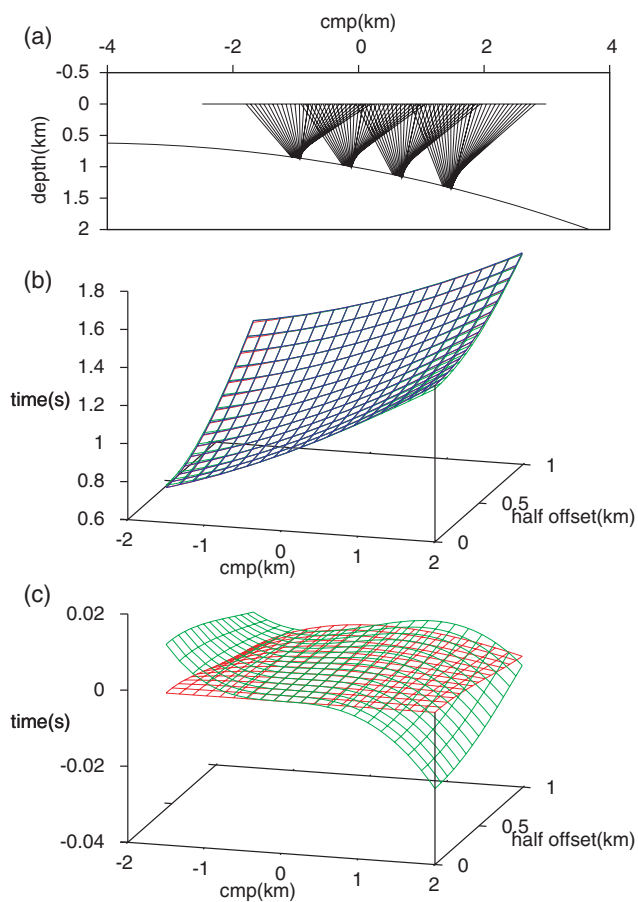 (a)
cmp(km)
-4 -2 0 2 4
-0.5
0
0.5
1
1.5
2
depth(km)
(b)
1.8
1.6
1.4
1.2
1
0.8
0.6
time(s)
-2 -1 0 1 2
cmp(km)
0 0.5 1
half offset(km)
(c)
0.02
0
-0.02
-0.04
time(s)
-2 -1 0 1 2
cmp(km)
0 0.5 1
half offset(km)